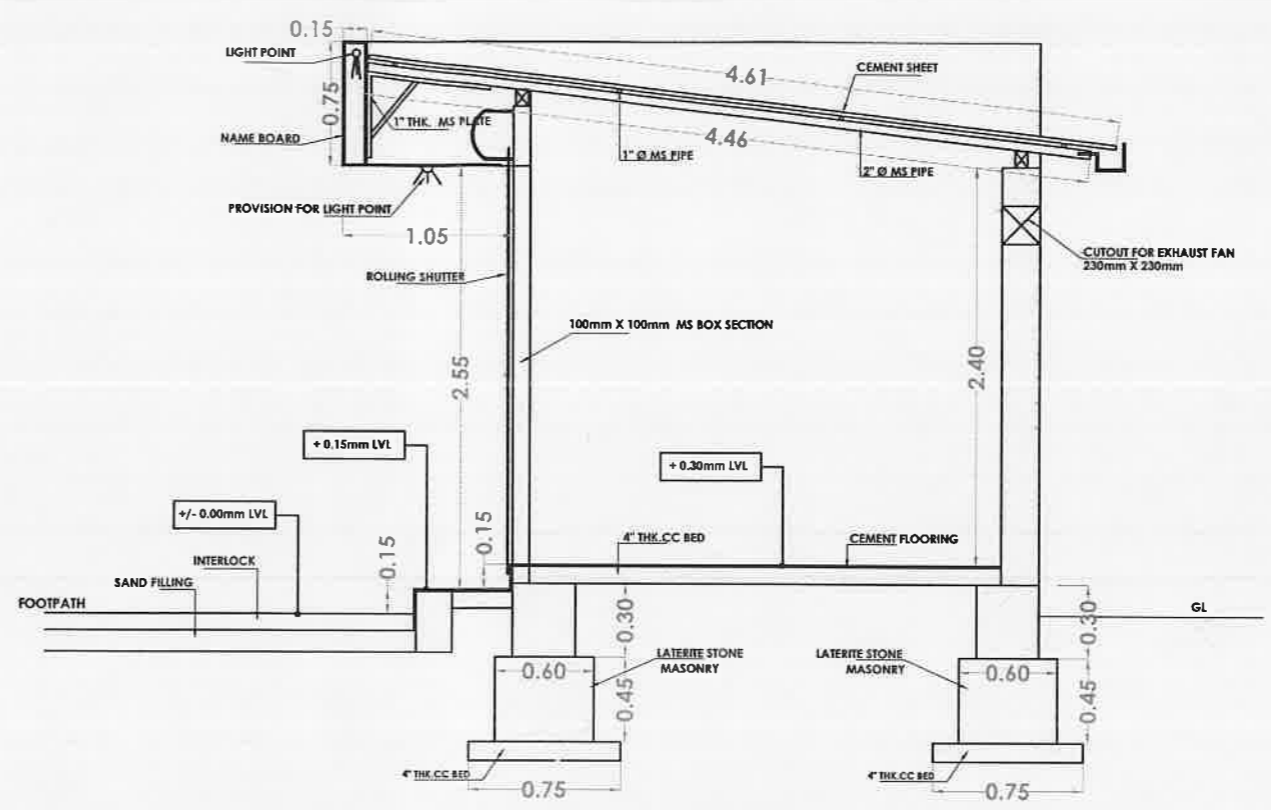 0.15
LIGHT POINT
4.61
CEMENT SHEET
0.75
NAME BOARD
1" THK. MS PLATE
4.46
1" Ø MS PIPE
2" Ø MS PIPE
PROVISION FOR LIGHT POINT
1.05
CUTOUT FOR EXHAUST FAN
230mm X 230mm
ROLLING SHUTTER
100mm X 100mm MS BOX SECTION
2.55
2.40
+ 0.15mm LVL
+ 0.30mm LVL
+/- 0.00mm LVL
0.15
0.15
4" THK.CC BED
CEMENT FLOORING
INTERLOCK
SAND FILLING
FOOTPATH
GL
0.30
0.30
LATERITE STONE
MASONRY
LATERITE STONE
MASONRY
0.60
0.60
0.45
0.45
4" THK.CC BED
4" THK.CC BED
0.75
0.75